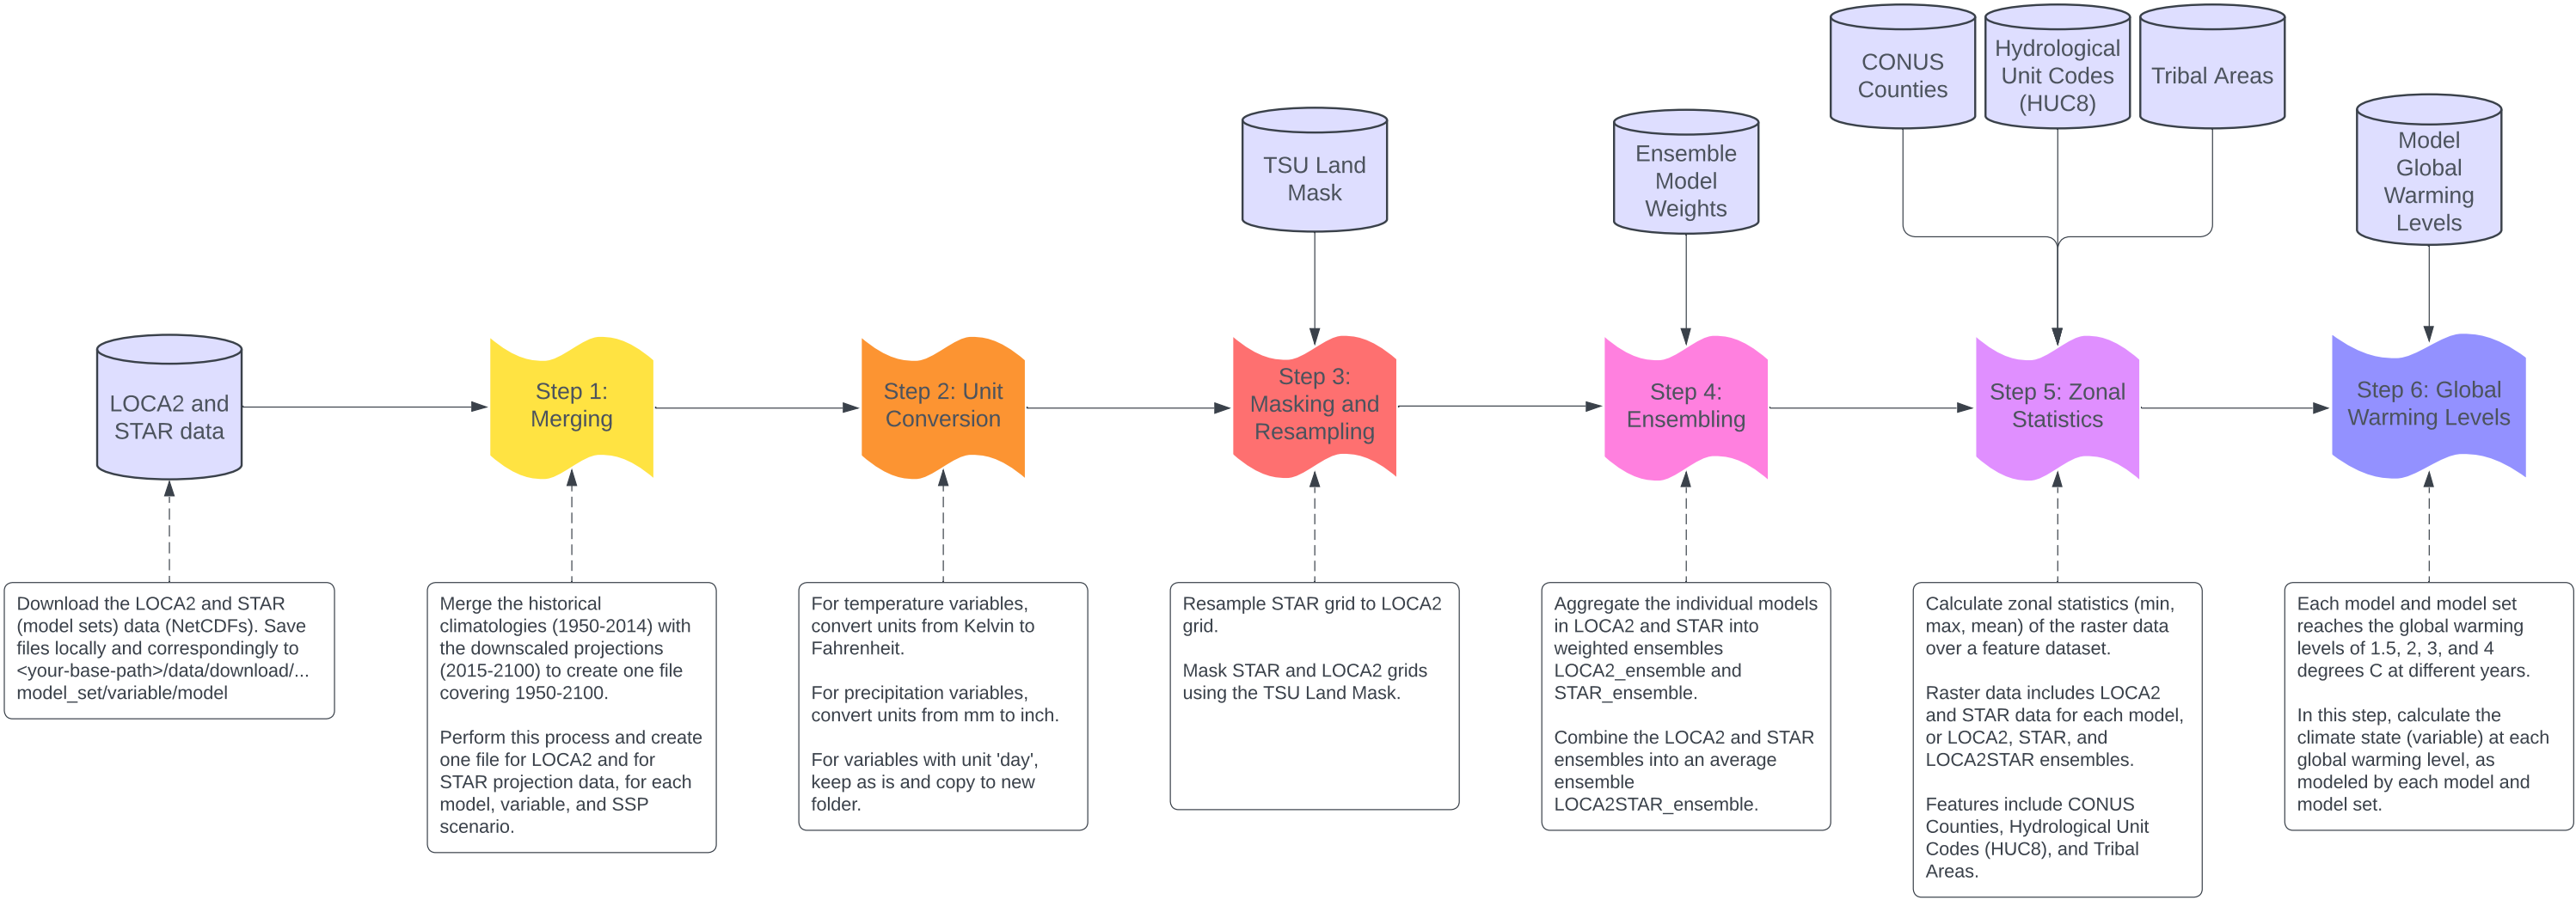 CONUS
Counties
Hydrological
Unit Codes
(HUC8)
Tribal Areas
TSU Land
Mask
Ensemble
Model
Weights
Model
Global
Warming
Levels
LOCA2 and
STAR data
Step 1:
Merging
Step 2: Unit
Conversion
Step 3:
Masking and
Resampling
Step 4:
Ensembling
Step 5: Zonal
Statistics
Step 6: Global
Warming Levels
Download the LOCA2 and STAR
(model sets) data (NetCDFs). Save
files locally and correspondingly to
<your-base-path>/data/download/...
model_set/variable/model
Merge the historical
climatologies (1950-2014) with
the downscaled projections
(2015-2100) to create one file
covering 1950-2100.
Perform this process and create
one file for LOCA2 and for
STAR projection data, for each
model, variable, and SSP
scenario.
For temperature variables,
convert units from Kelvin to
Fahrenheit.
For precipitation variables,
convert units from mm to inch.
For variables with unit 'day',
keep as is and copy to new
folder.
Resample STAR grid to LOCA2
grid.
Mask STAR and LOCA2 grids
using the TSU Land Mask.
Aggregate the individual models
in LOCA2 and STAR into
weighted ensembles
LOCA2_ensemble and
STAR_ensemble.
Combine the LOCA2 and STAR
ensembles into an average
ensemble
LOCA2STAR_ensemble.
Calculate zonal statistics (min,
max, mean) of the raster data
over a feature dataset.
Raster data includes LOCA2
and STAR data for each model,
or LOCA2, STAR, and
LOCA2STAR ensembles.
Features include CONUS
Counties, Hydrological Unit
Codes (HUC8), and Tribal
Areas.
Each model and model set
reaches the global warming
levels of 1.5, 2, 3, and 4
degrees C at different years.
In this step, calculate the
climate state (variable) at each
global warming level, as
modeled by each model and
model set.